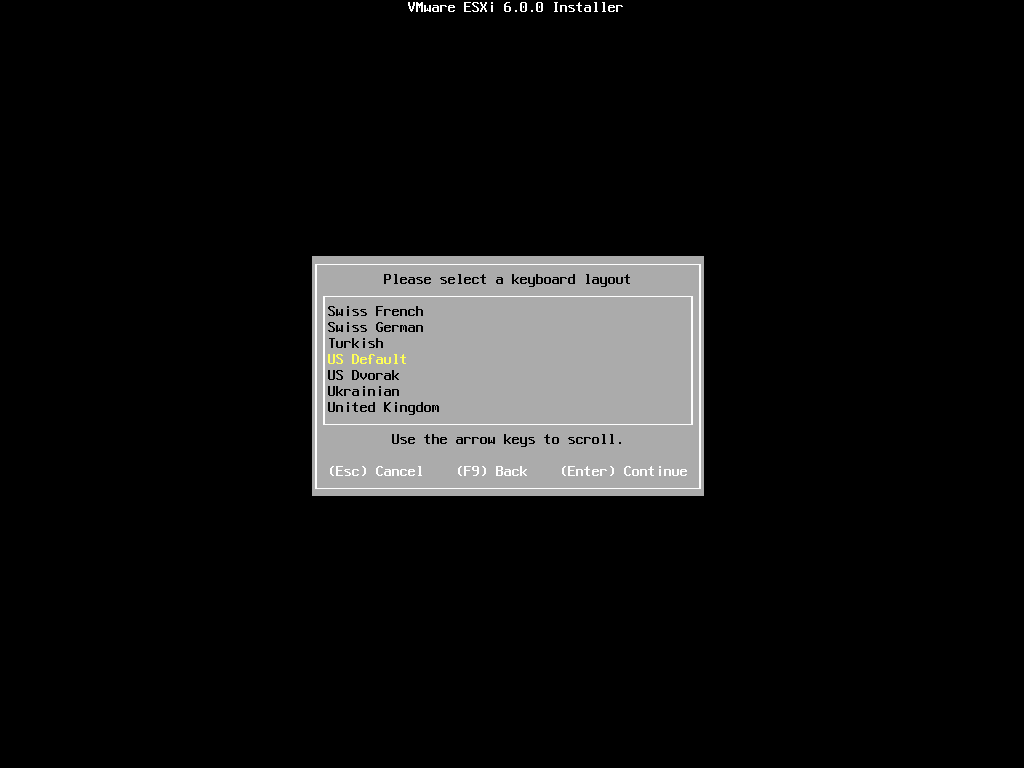 VMware ESXi 6.0.0 Installer
Please select a keyboard layout
Swiss French
Swiss German
Turkish
US Default
US Dvorak
Ukrainian
United Kingdom
Use the arrow keys to scroll.
(Esc) Cancel (F9) Back (Enter) Continue